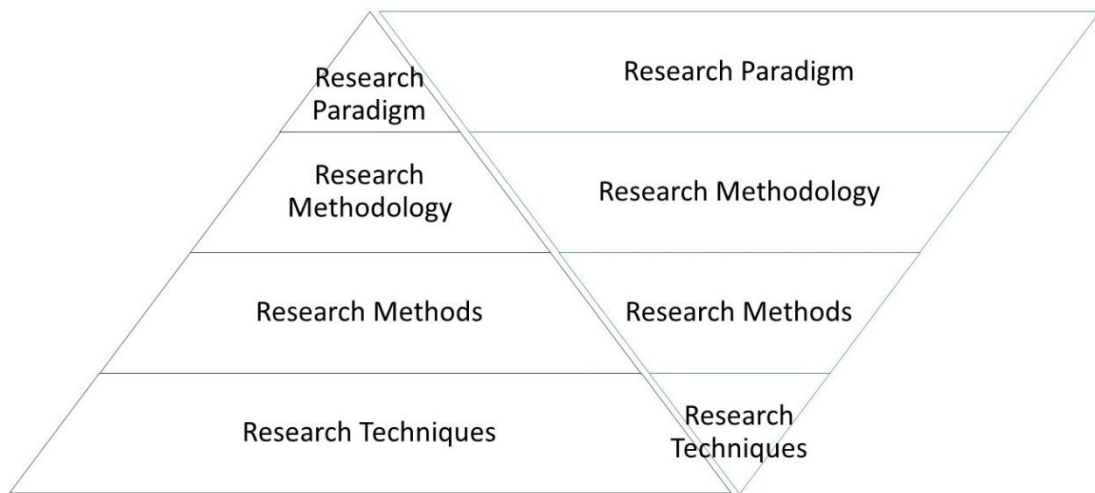 Research
Paradigm
Research
Methodology
Research Methods
Research Techniques
Research Paradigm
Research Methodology
Research Methods
Research
Techniques